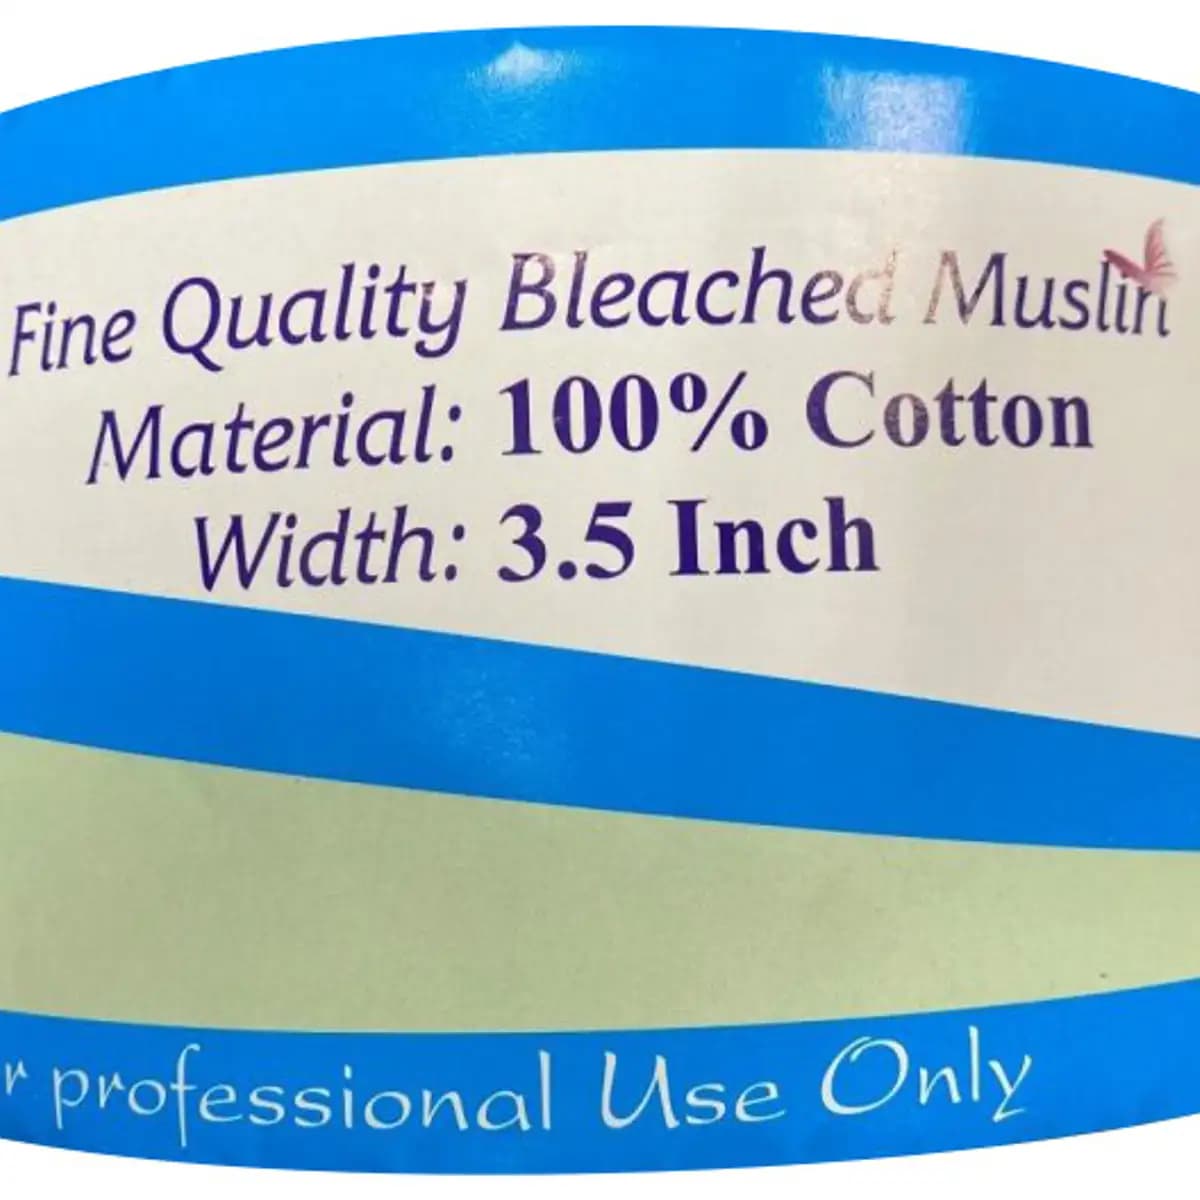 Fine Quality Bleached Muslin
Material: 100% Cotton
Width: 3.5 Inch
r professional Use Only